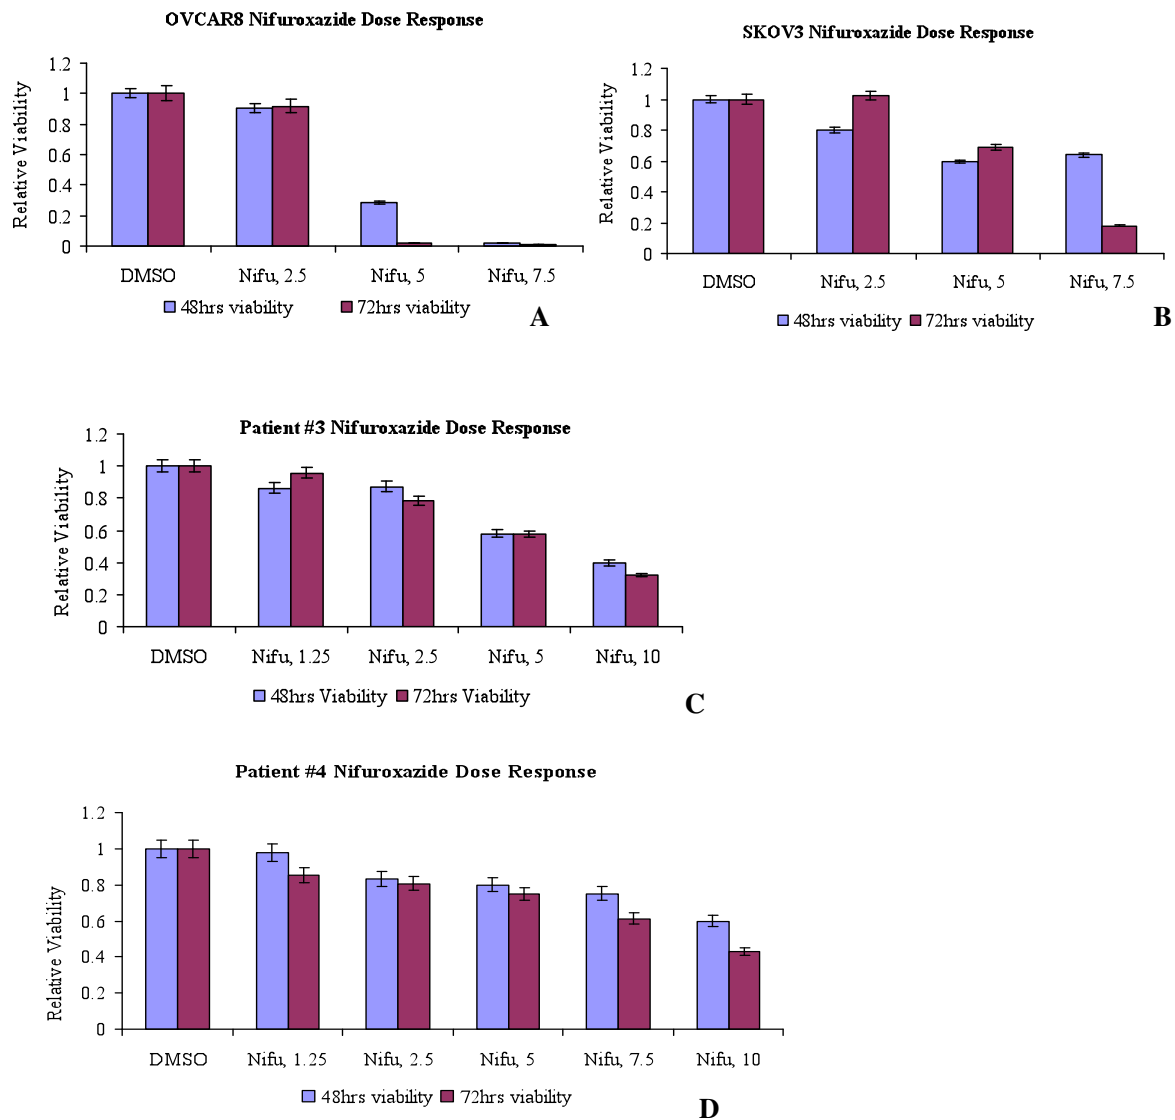 OVCAR8 Nifuroxazide Dose Response
Relative Viability
1.2
1
0.8
0.6
0.4
0.2
0
DMSO Nifu, 2.5 Nifu, 5 Nifu, 7.5
48hrs viability 72hrs viability
A
SKOV3 Nifuroxazide Dose Response
Relative Viability
1.2
1
0.8
0.6
0.4
0.2
0
DMSO Nifu, 2.5 Nifu, 5 Nifu, 7.5
48hrs viability 72hrs viability
B
Patient #3 Nifuroxazide Dose Response
Relative Viability
1.2
1
0.8
0.6
0.4
0.2
0
DMSO Nifu, 1.25 Nifu, 2.5 Nifu, 5 Nifu, 10
48hrs Viability 72hrs Viability
C
Patient #4 Nifuroxazide Dose Response
Relative Viability
1.2
1
0.8
0.6
0.4
0.2
0
DMSO Nifu, 1.25 Nifu, 2.5 Nifu, 5 Nifu, 7.5 Nifu, 10
48hrs viability 72hrs viability
D